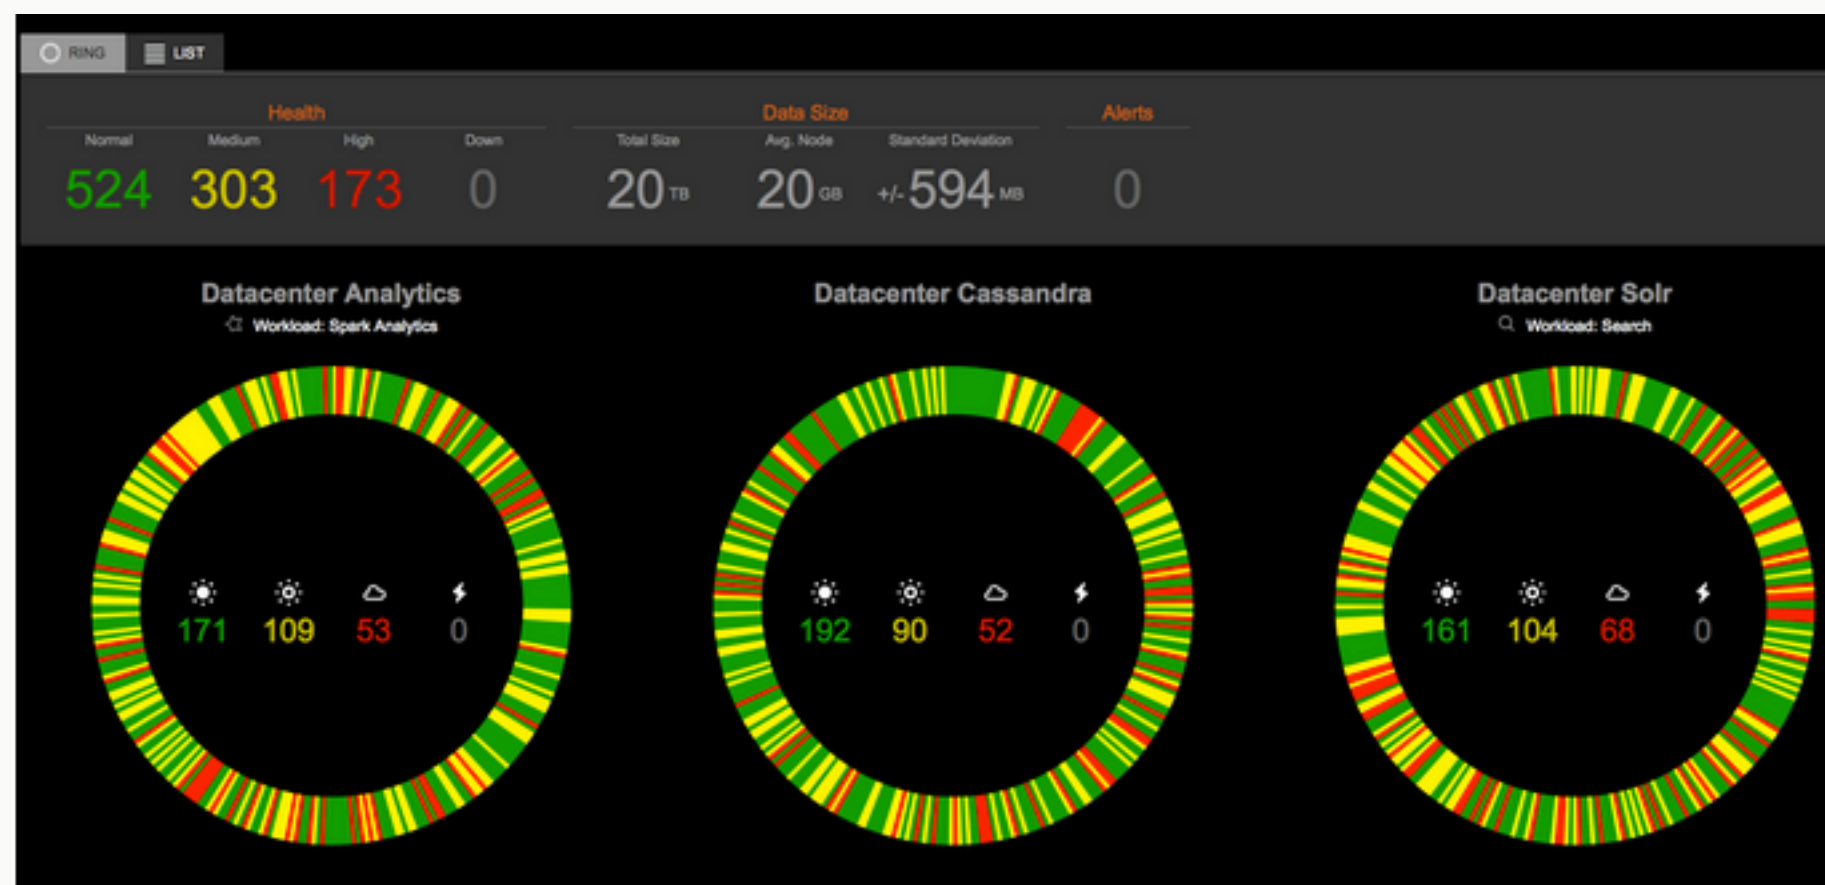 RING LIST
Health Data Size Alerts
Normal Medium High Down Total Size Avg. Node Standard Deviation
524 303 173 0 20 TB 20 GB +/- 594 MB 0
Datacenter Analytics Datacenter Cassandra Datacenter Solr
Workload: Spark Analytics Workload: Search
171 109 53 0 192 90 52 0 161 104 68 0